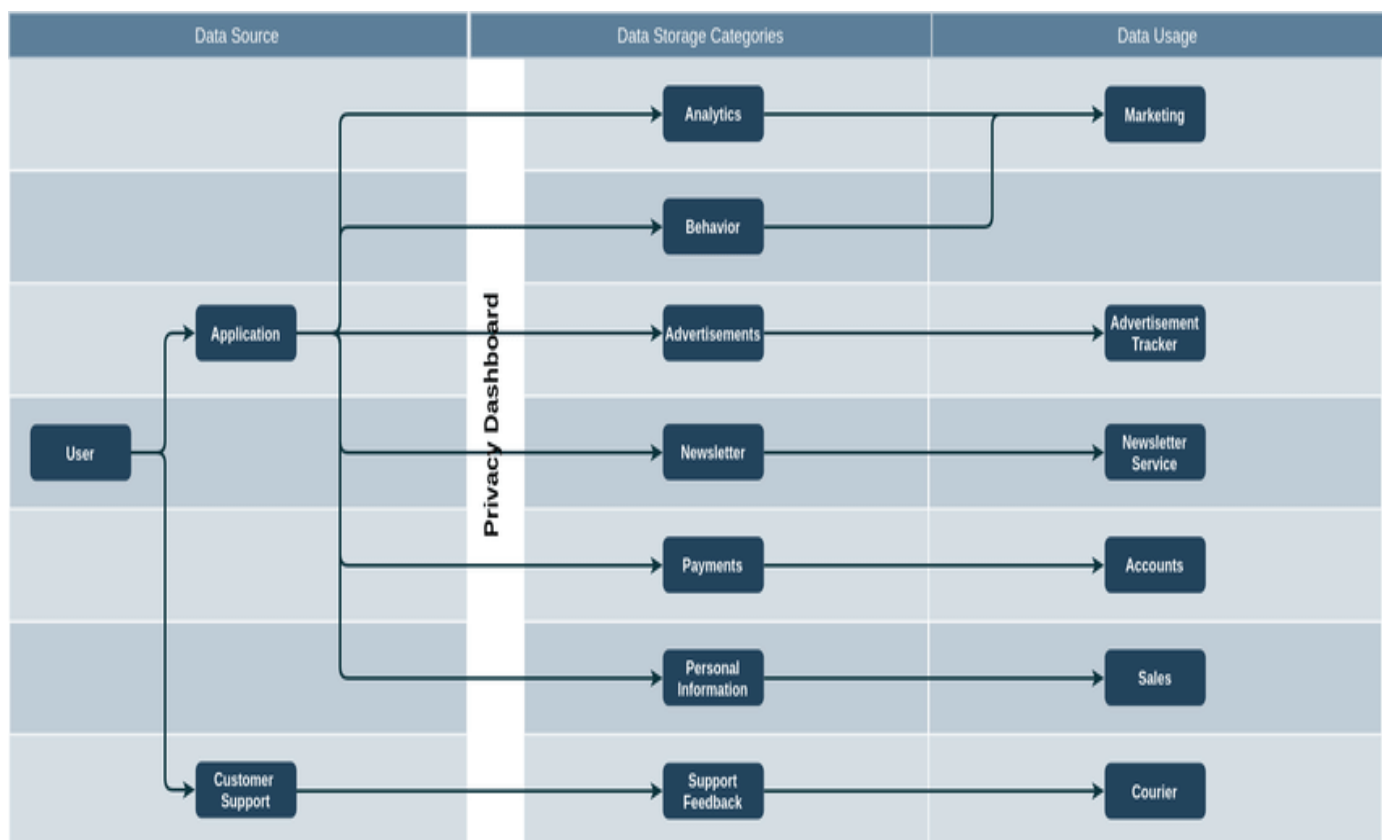 Data Source
Data Storage Categories
Data Usage
Analytics
Marketing
Behavior
Application
Advertisements
Advertisement
Tracker
Privacy Dashboard
User
Newsletter
Newsletter
Service
Payments
Accounts
Personal
Information
Sales
Customer
Support
Support
Feedback
Courier